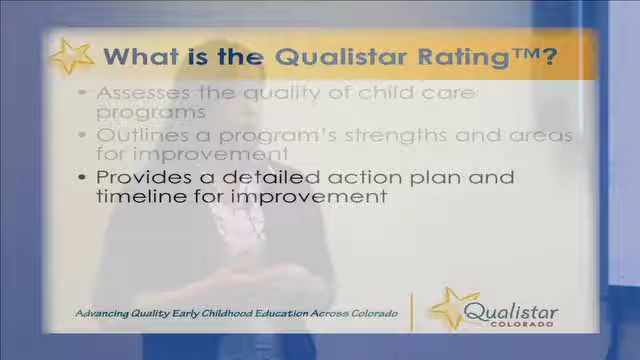 What is the Qualistar Rating™?
• Assesses the quality of child care
programs
• Outlines a program's strengths and areas
for improvement
• Provides a detailed action plan and
timeline for improvement
Advancing Quality Early Childhood Education Across Colorado
Qualistar
COLORADO